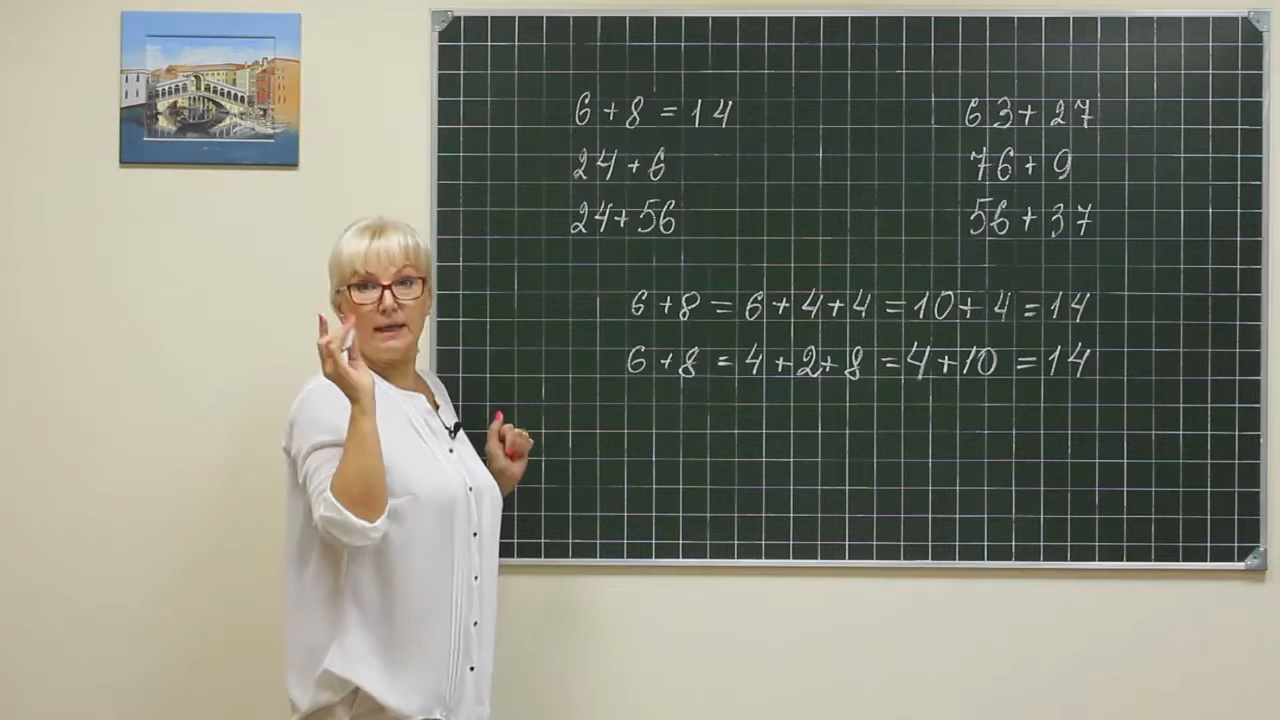 6 + 8 = 14
24 + 6
24 + 56
63 + 27
76 + 9
56 + 37
6 + 8 = 6 + 4 + 4 = 10 + 4 = 14
6 + 8 = 4 + 2 + 8 = 4 + 10 = 14